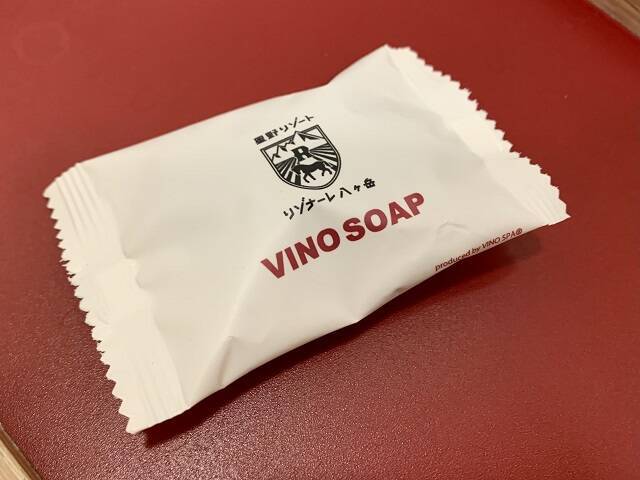 星野リゾート
R
リゾナーレ八ヶ岳
VINO SOAP
produced by VINO SPA®